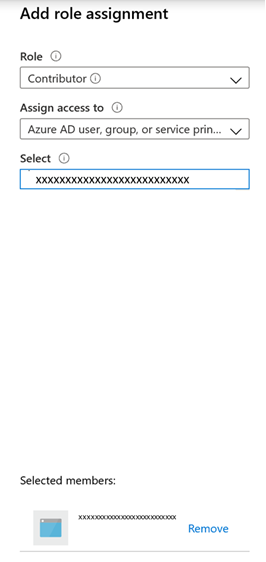 Add role assignment
Role
Contributor
Assign access to
Azure AD user, group, or service prin...
Select
xxxxxxxxxxxxxxxxxxxxxxxxxx
Selected members:
xxxxxxxxxxxxxxxxxxxxxxxxxx
Remove